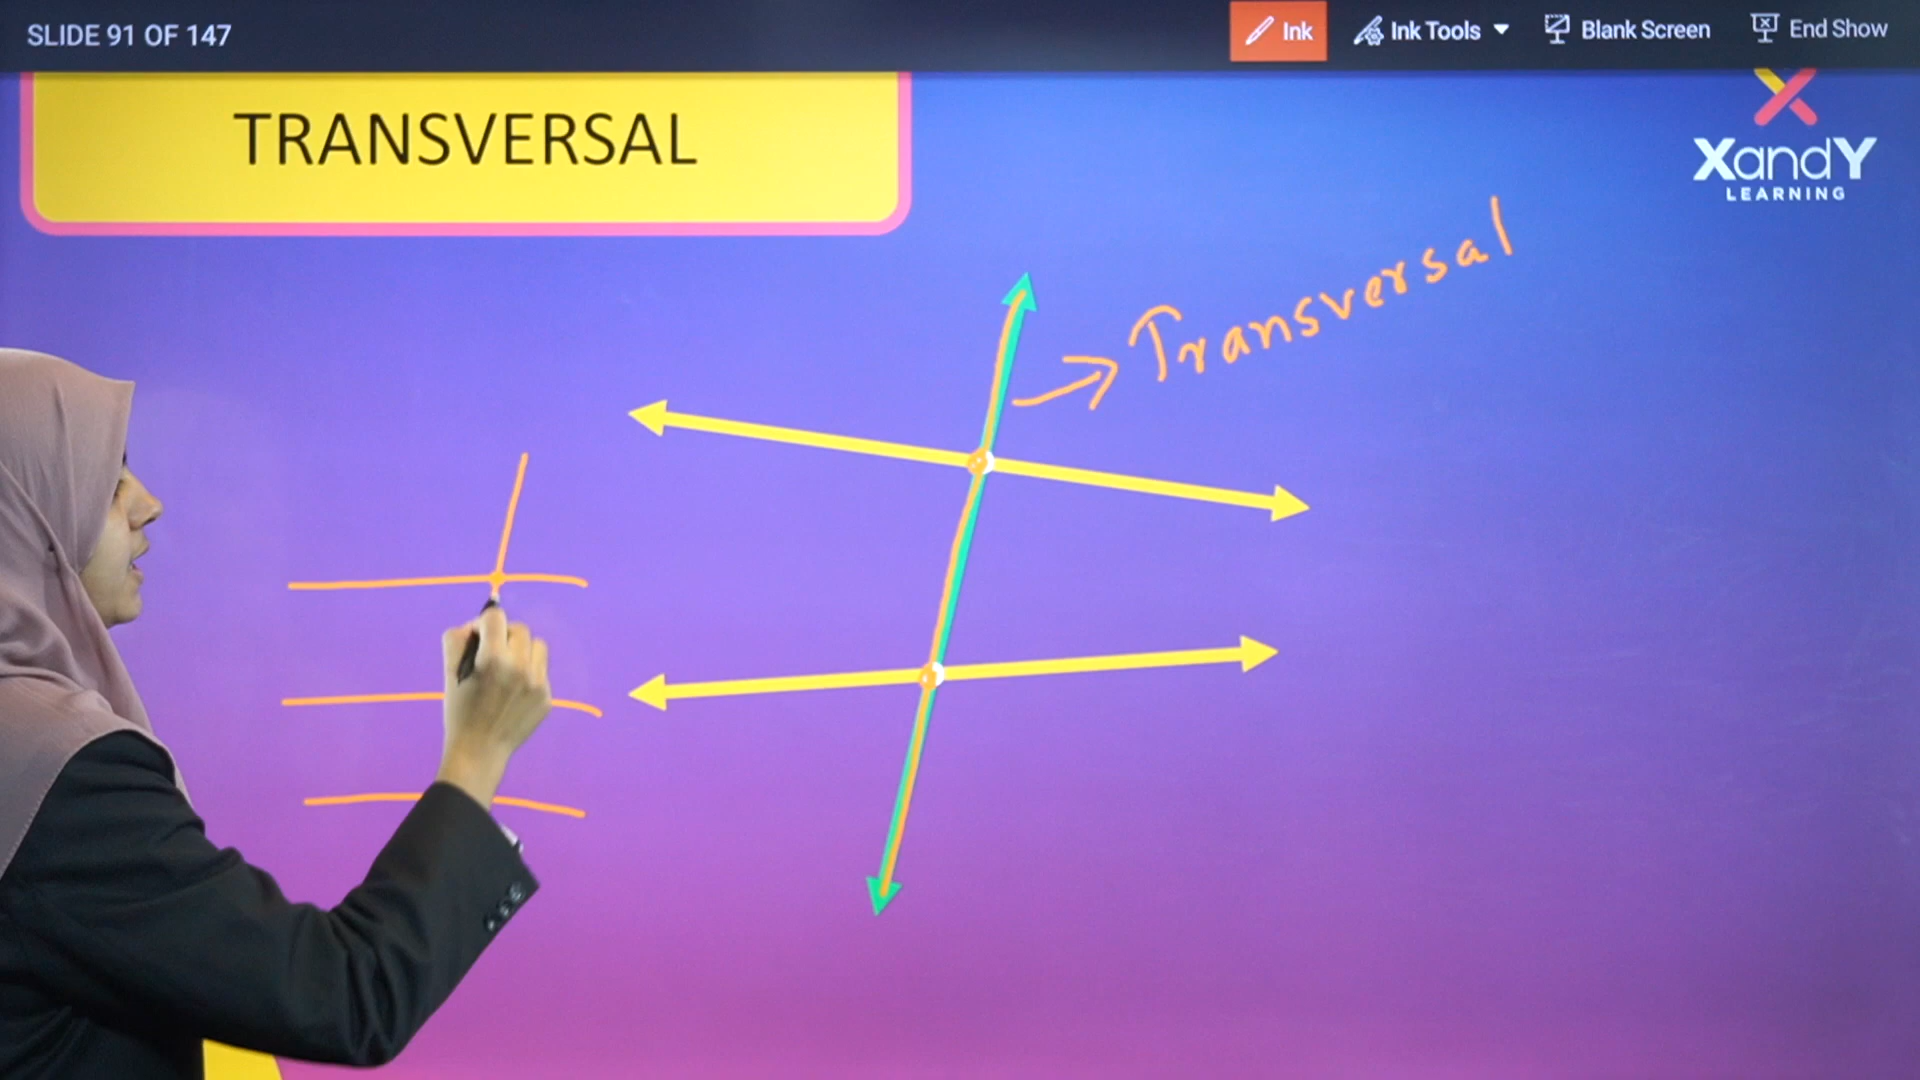 SLIDE 91 OF 147
Ink
Ink Tools
Blank Screen
End Show
TRANSVERSAL
XandY
LEARNING
Transversal